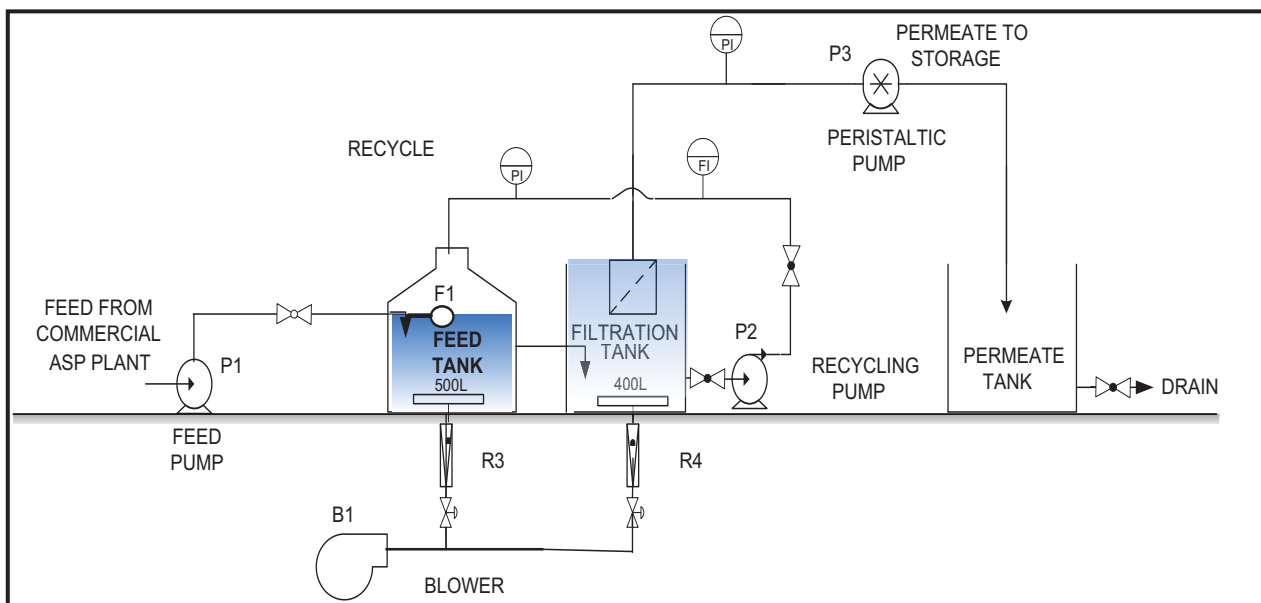 PI
P3
PERMEATE TO
STORAGE
PERISTALTIC
PUMP
RECYCLE
PI
FI
FEED FROM
COMMERCIAL
ASP PLANT
P1
FEED
PUMP
F1
FEED
TANK
500L
FILTRATION
TANK
400L
P2
RECYCLING
PUMP
PERMEATE
TANK
DRAIN
R3
R4
B1
BLOWER